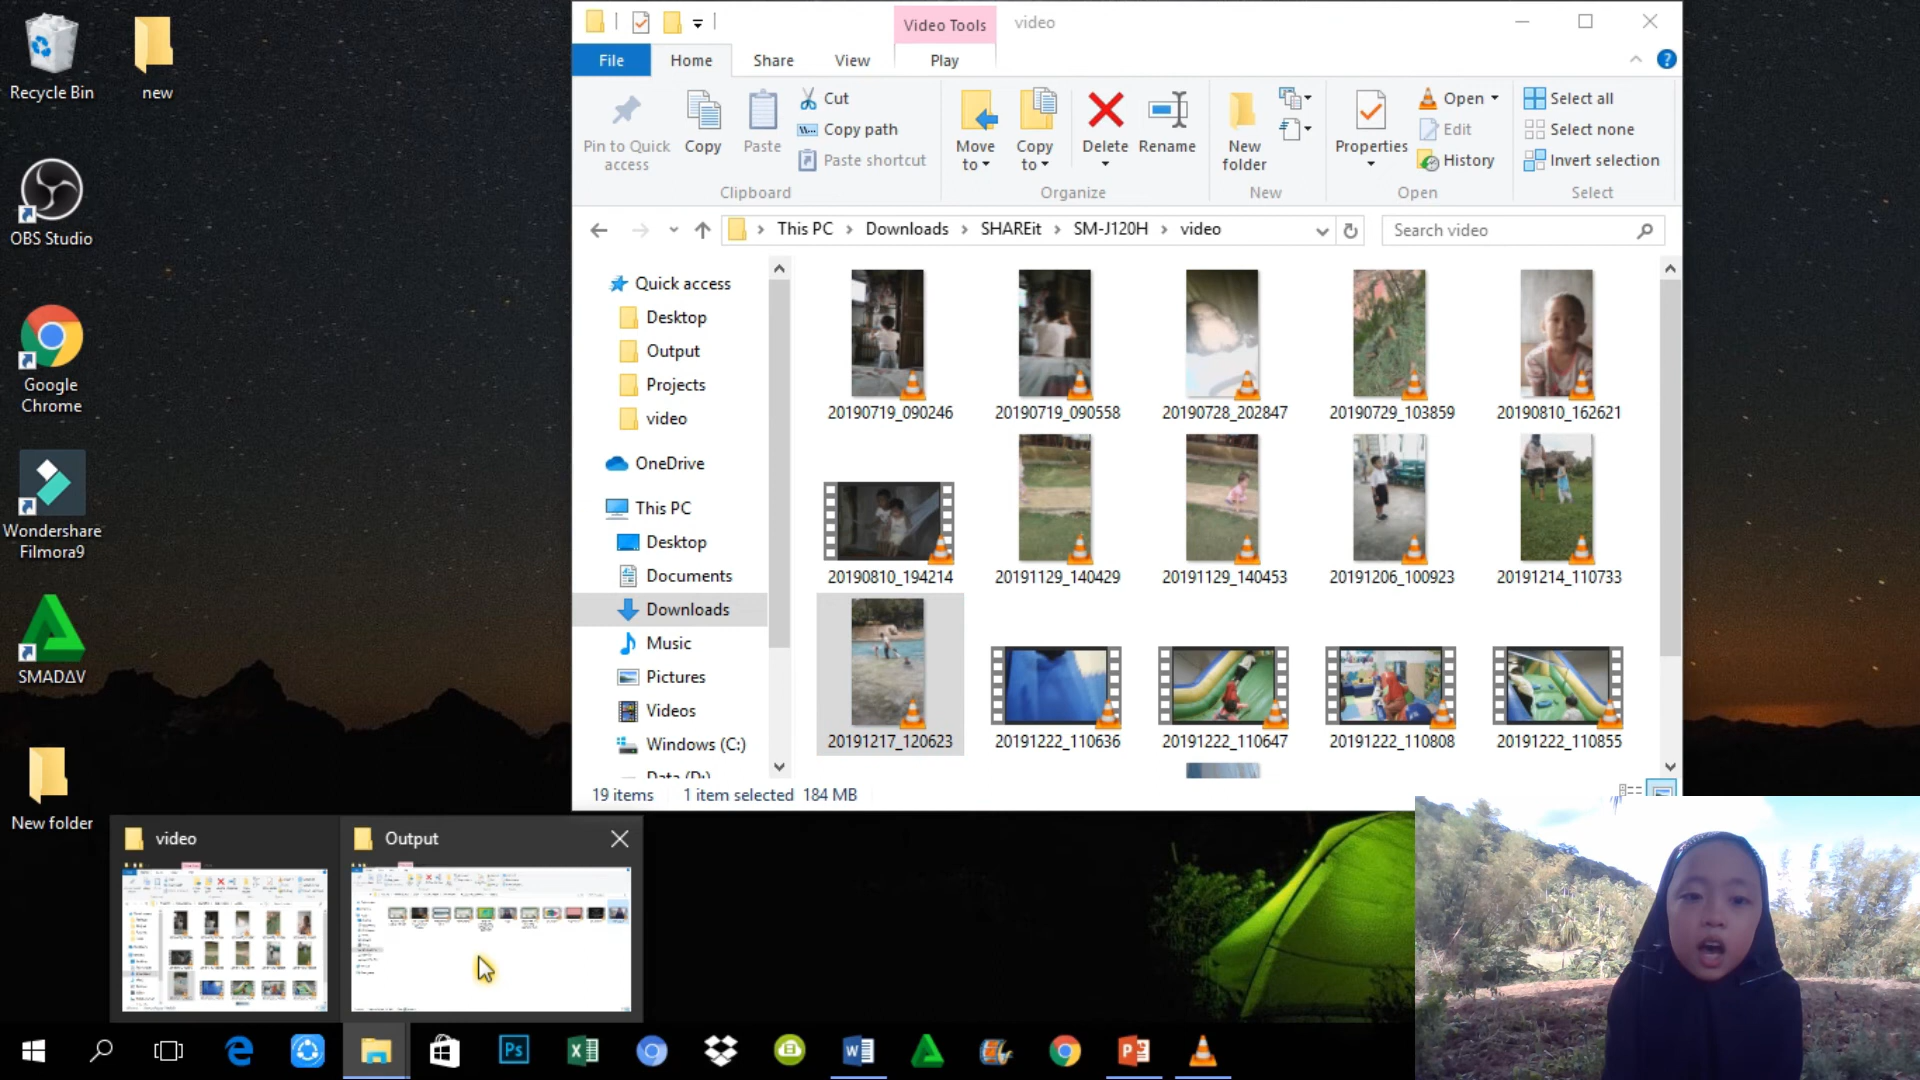 Recycle Bin
new
OBS Studio
Google
Chrome
Wondershare
Filmora9
SMADΔV
New folder
Video Tools
video
File
Home
Share
View
Play
Pin to Quick
access
Copy
Paste
Cut
Copy path
Paste shortcut
Clipboard
Move
to
Copy
to
Delete
Rename
Organize
New
folder
New
Properties
Open
Edit
History
Open
Select all
Select none
Invert selection
Select
This PC
Downloads
SHAREit
SM-J120H
video
Search video
Quick access
Desktop
Output
Projects
video
OneDrive
This PC
Desktop
Documents
Downloads
Music
Pictures
Videos
Windows (C:)
Data (D:)
20190719_090246
20190719_090558
20190728_202847
20190729_103859
20190810_162621
20190810_194214
20191129_140429
20191129_140453
20191206_100923
20191214_110733
20191217_120623
20191222_110636
20191222_110647
20191222_110808
20191222_110855
19 items
1 item selected 184 MB
video
Output
Ps